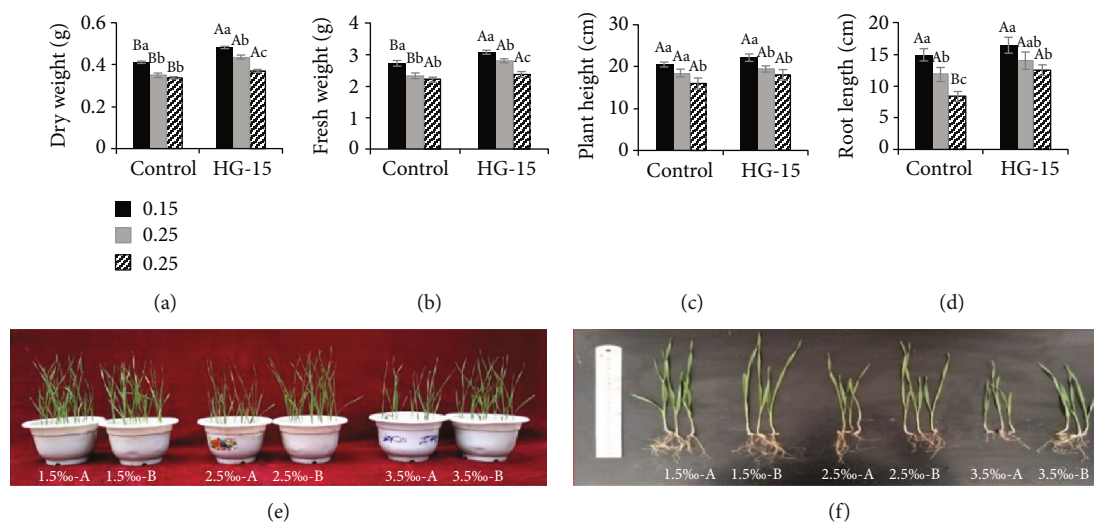 Dry weight (g)
0.6
0.4
0.2
0
Ba
Bb
Bb
Aa
Ab
Ac
Control HG-15
Fresh weight (g)
4
3
2
1
0
Ba
Bb
Bb
Aa
Ab
Ac
Control HG-15
Plant height (cm)
30
20
10
0
Aa
Aa
Ab
Aa
Ab
Ab
Control HG-15
Root length (cm)
20
15
10
5
0
Aa
Ab
Bc
Aa
Aab
Ab
Control HG-15
0.15
0.25
0.25
(a) (b) (c) (d)
1.5‰-A 1.5‰-B 2.5‰-A 2.5‰-B 3.5‰-A 3.5‰-B
1.5‰-A 1.5‰-B 2.5‰-A 2.5‰-B 3.5‰-A 3.5‰-B
(e) (f)